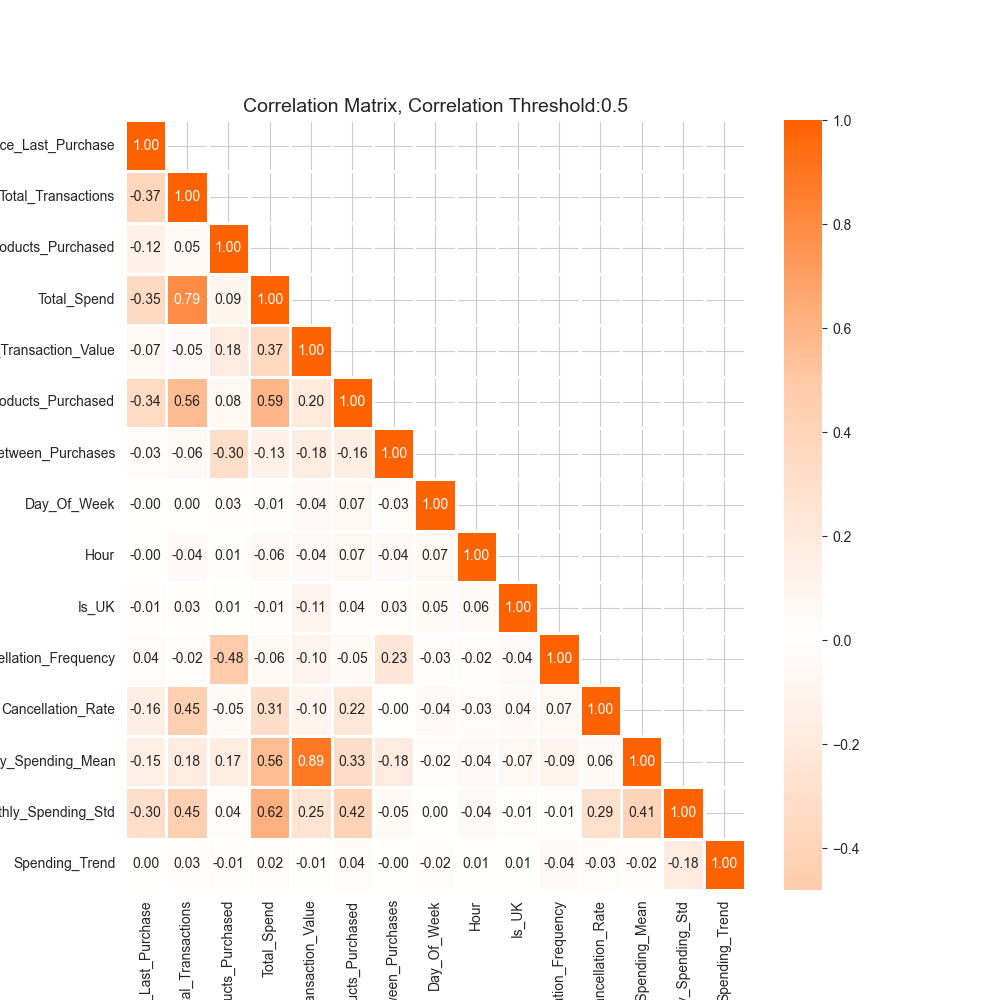 Correlation Matrix, Correlation Threshold:0.5
1.0
ce_Last_Purchase 1.00
Total_Transactions -0.37 1.00
0.8
oducts_Purchased -0.12 0.05 1.00
Total_Spend -0.35 0.79 0.09 1.00
0.6
_Transaction_Value -0.07 -0.05 0.18 0.37 1.00
oducts_Purchased -0.34 0.56 0.08 0.59 0.20 1.00
0.4
etween_Purchases -0.03 -0.06 -0.30 -0.13 -0.18 -0.16 1.00
Day_Of_Week -0.00 0.00 0.03 -0.01 -0.04 0.07 -0.03 1.00
0.2
Hour -0.00 -0.04 0.01 -0.06 -0.04 0.07 -0.04 0.07 1.00
Is_UK -0.01 0.03 0.01 -0.01 -0.11 0.04 0.03 0.05 0.06 1.00
0.0
ellation_Frequency 0.04 -0.02 -0.48 -0.06 -0.10 -0.05 0.23 -0.03 -0.02 -0.04 1.00
Cancellation_Rate -0.16 0.45 -0.05 0.31 -0.10 0.22 -0.00 -0.04 -0.03 0.04 0.07 1.00
−0.2
y_Spending_Mean -0.15 0.18 0.17 0.56 0.89 0.33 -0.18 -0.02 -0.04 -0.07 -0.09 0.06 1.00
thly_Spending_Std -0.30 0.45 0.04 0.62 0.25 0.42 -0.05 0.00 -0.04 -0.01 -0.01 0.29 0.41 1.00
−0.4
Spending_Trend 0.00 0.03 -0.01 0.02 -0.01 0.04 -0.00 -0.02 0.01 0.01 -0.04 -0.03 -0.02 -0.18 1.00
_Last_Purchase
al_Transactions
ucts_Purchased
Total_Spend
ansaction_Value
ducts_Purchased
ween_Purchases
Day_Of_Week
Hour
Is_UK
ation_Frequency
ancellation_Rate
Spending_Mean
y_Spending_Std
Spending_Trend